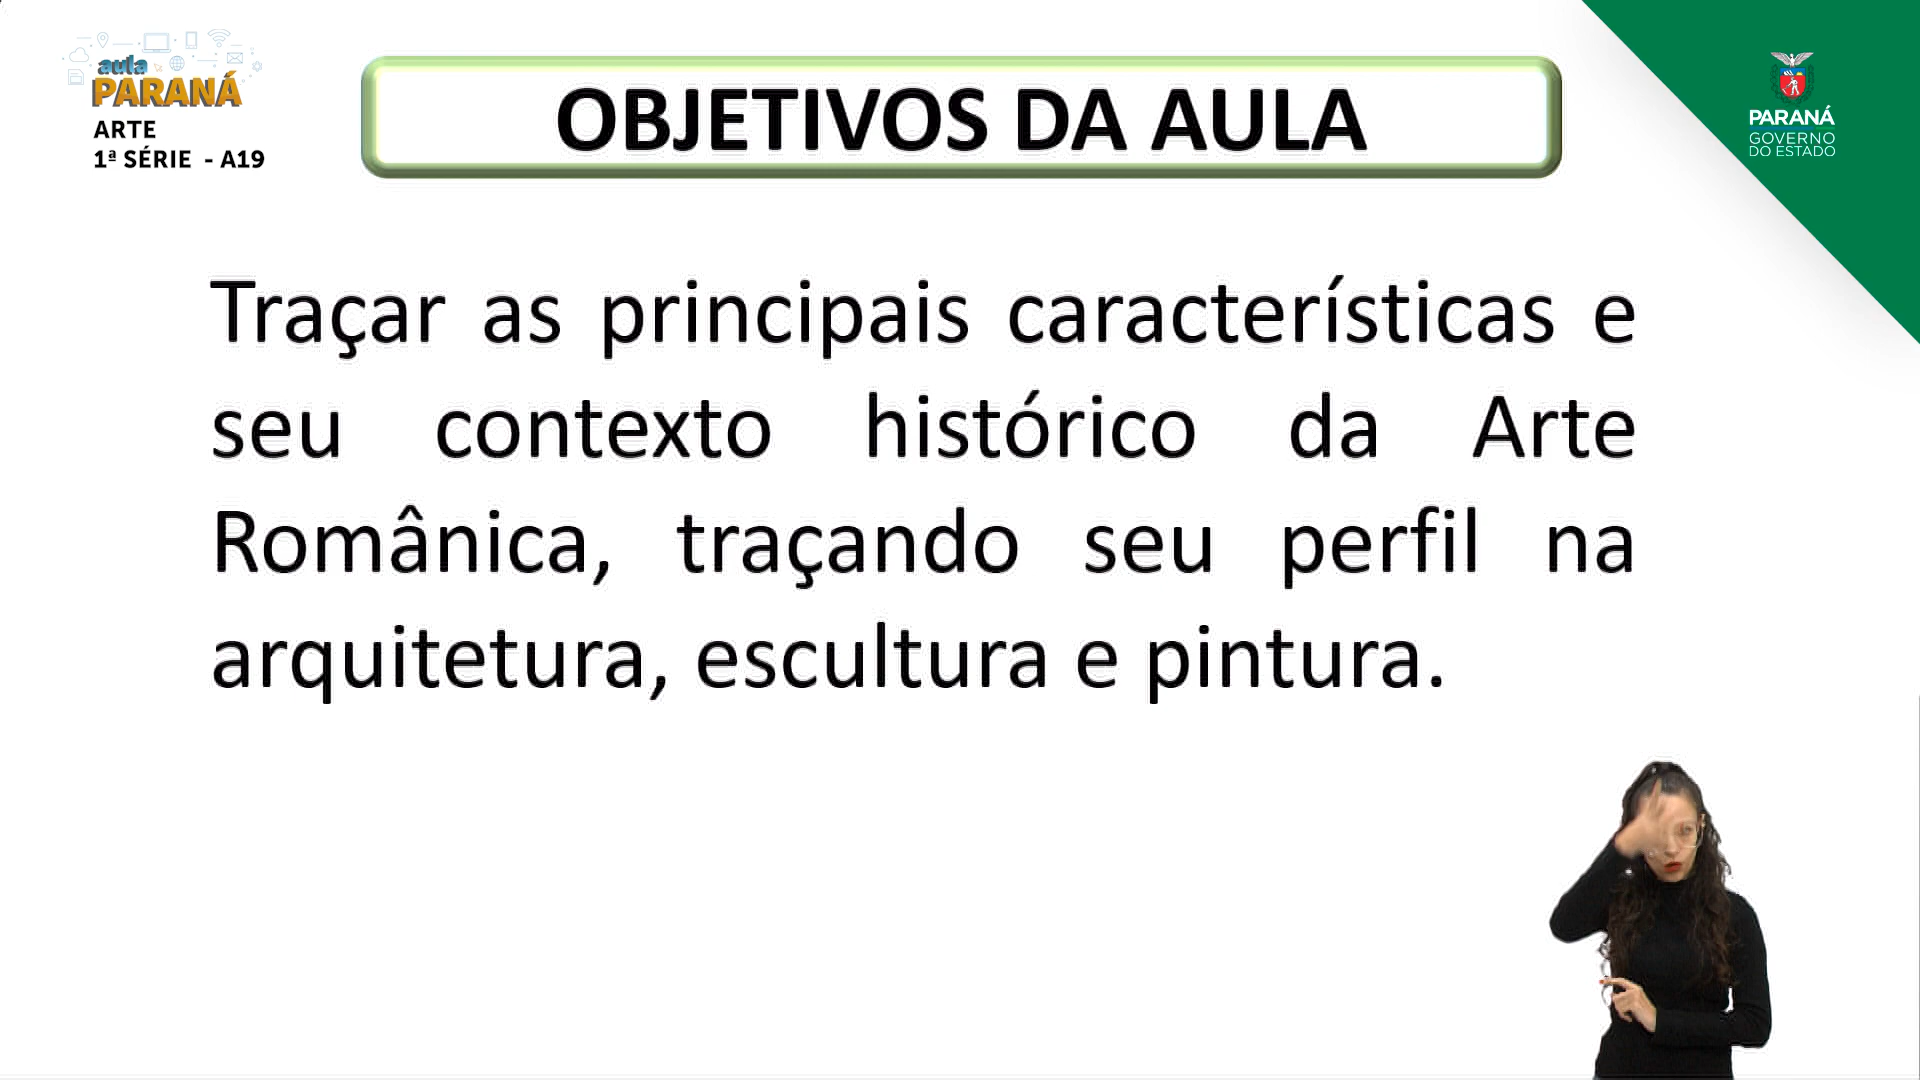 aula
PARANÁ
ARTE
1ª SÉRIE - A19
OBJETIVOS DA AULA
PARANÁ
GOVERNO
DO ESTADO
Traçar as principais características e
seu contexto histórico da Arte
Românica, traçando seu perfil na
arquitetura, escultura e pintura.